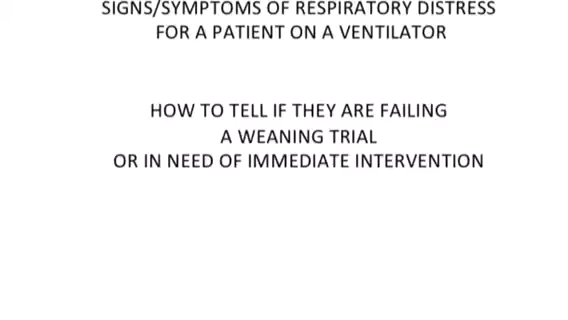 SIGNS/SYMPTOMS OF RESPIRATORY DISTRESS
FOR A PATIENT ON A VENTILATOR
HOW TO TELL IF THEY ARE FAILING
A WEANING TRIAL
OR IN NEED OF IMMEDIATE INTERVENTION